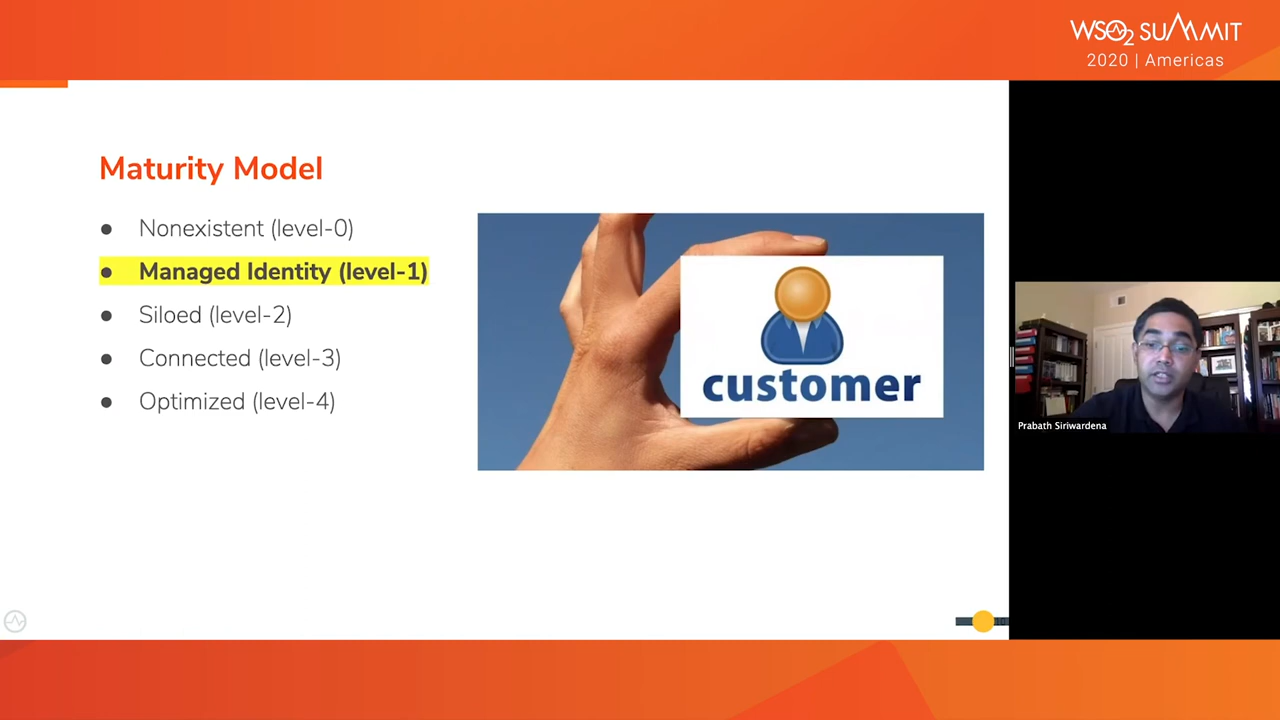 WSO2 SUMMIT
2020 | Americas
Maturity Model
● Nonexistent (level-0)
● Managed Identity (level-1)
● Siloed (level-2)
● Connected (level-3)
● Optimized (level-4)
customer
Prabath Siriwardena
10